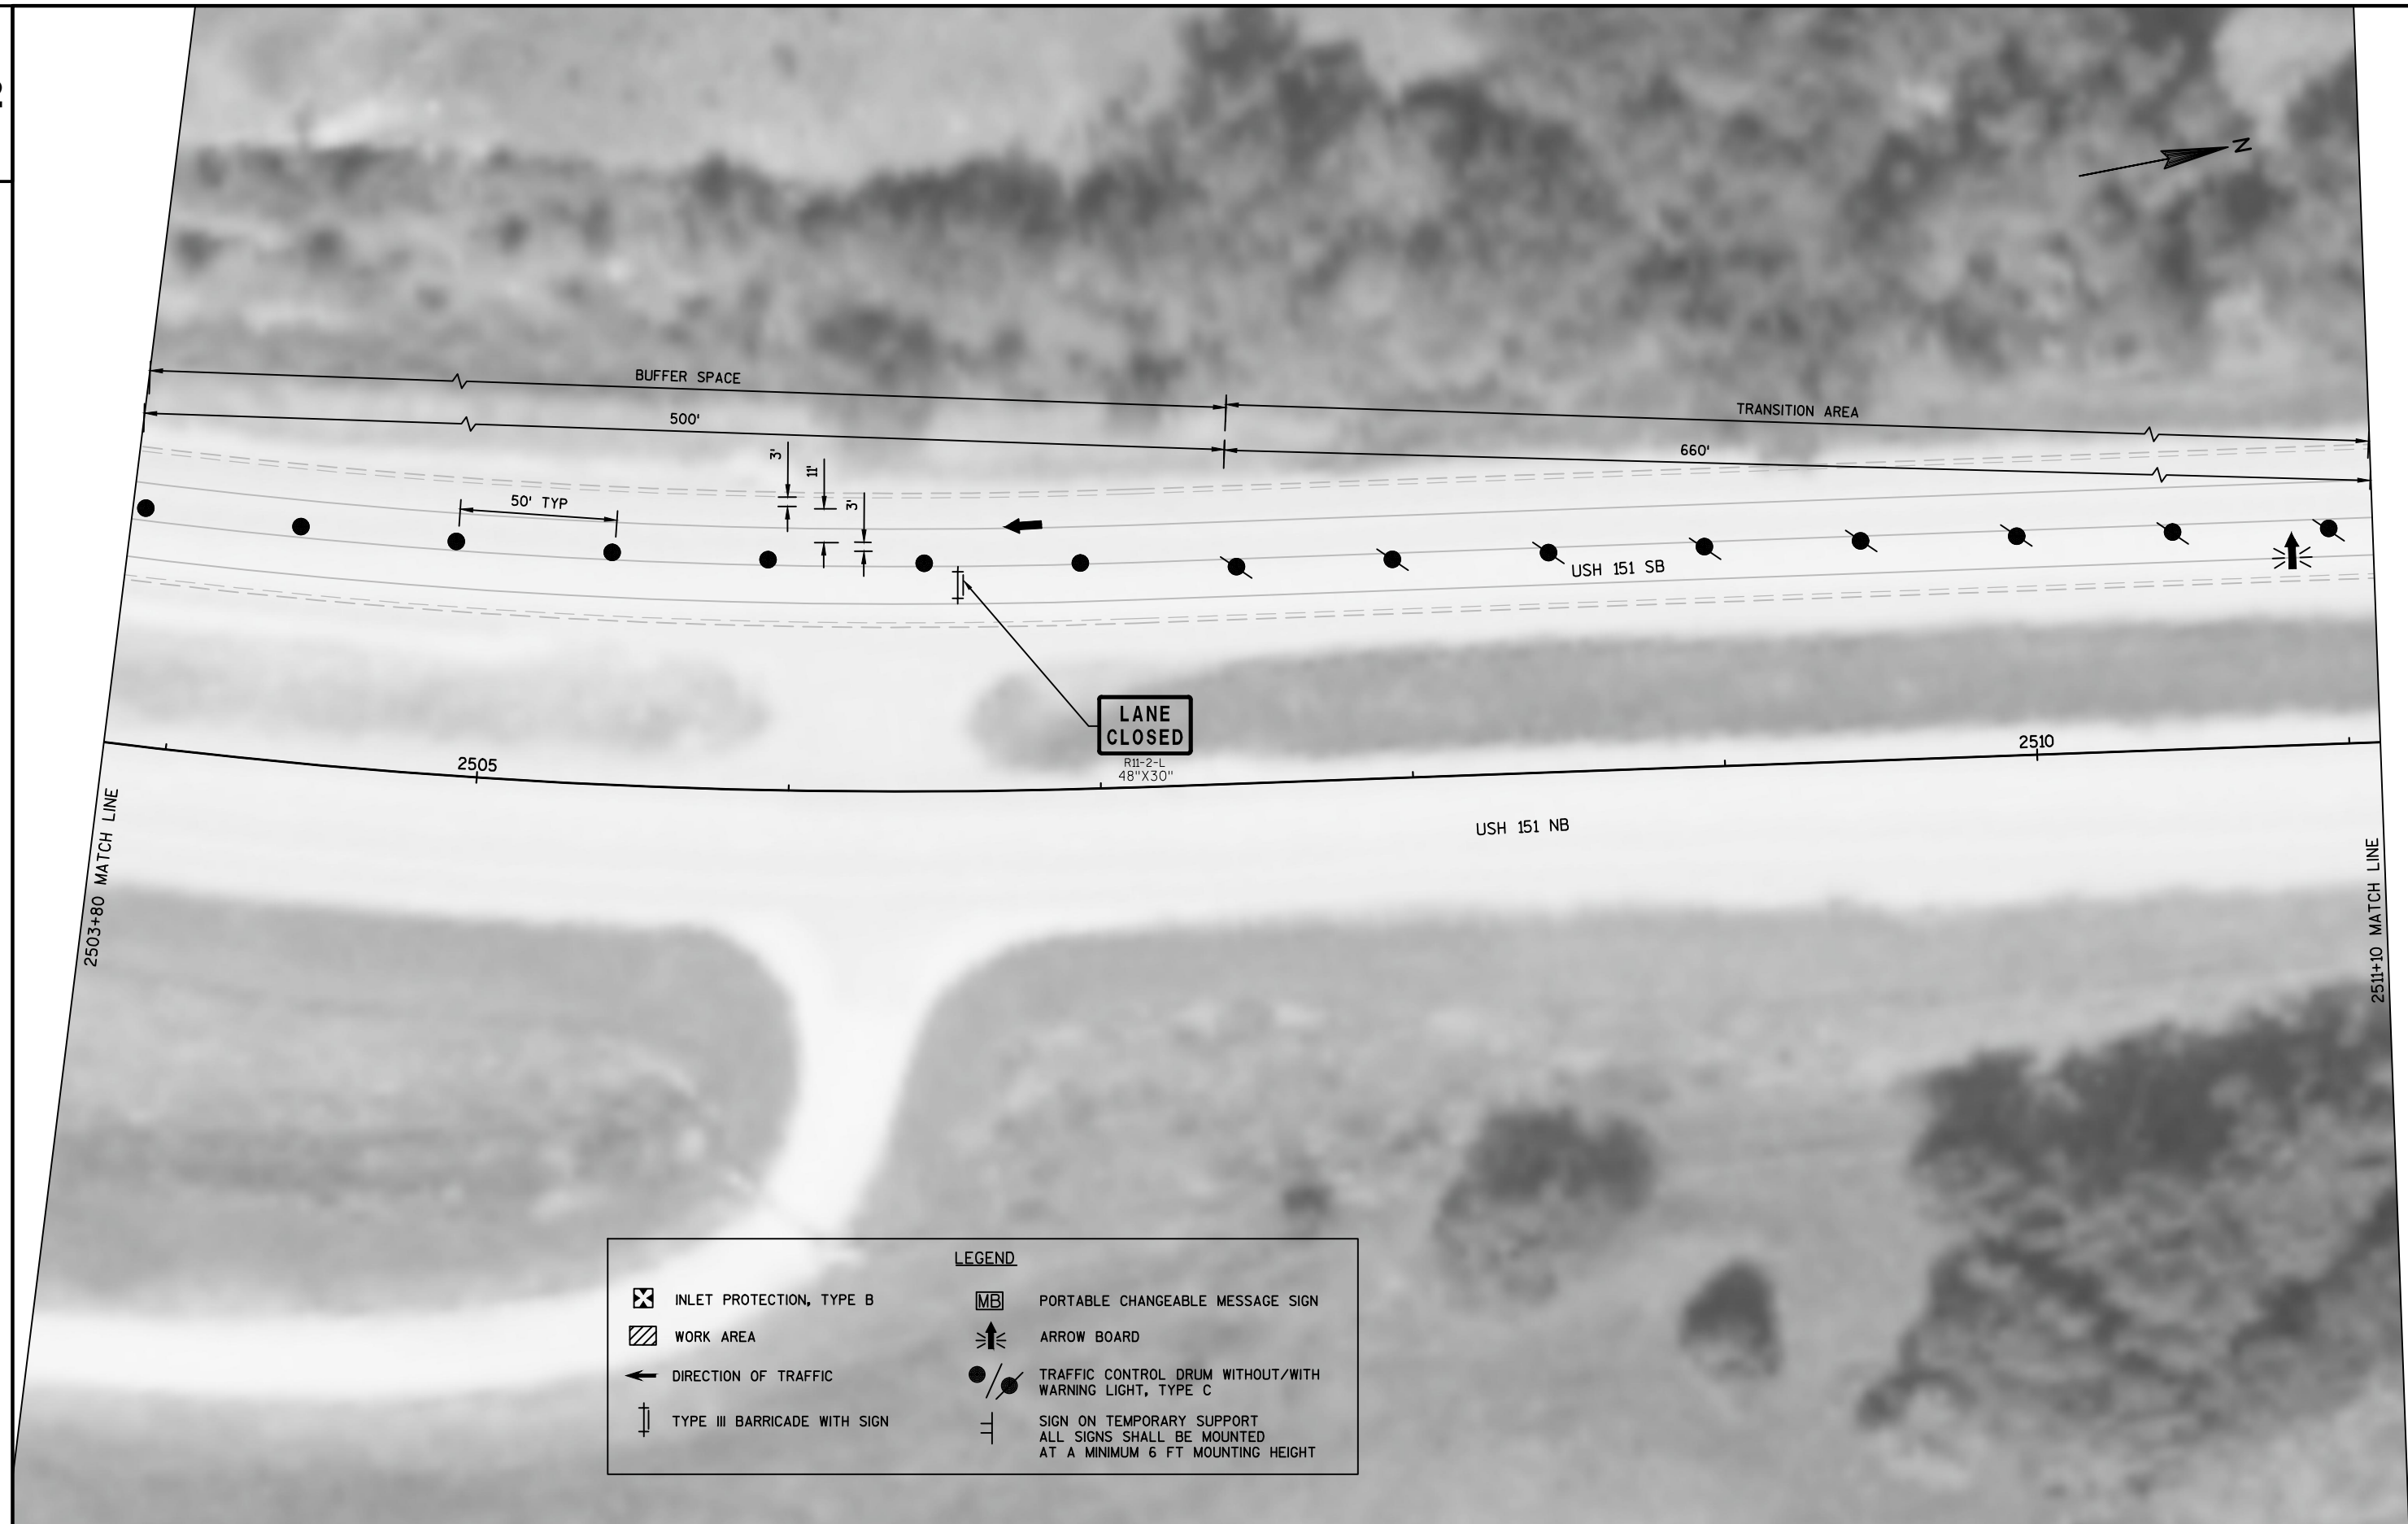 N
BUFFER SPACE
TRANSITION AREA
500'
660'
3'
11'
3'
50' TYP
USH 151 SB
LANE
CLOSED
R11-2-L
48"X30"
2505
2510
USH 151 NB
2503+80 MATCH LINE
2511+10 MATCH LINE
LEGEND
INLET PROTECTION, TYPE B
WORK AREA
DIRECTION OF TRAFFIC
TYPE III BARRICADE WITH SIGN
MB PORTABLE CHANGEABLE MESSAGE SIGN
ARROW BOARD
TRAFFIC CONTROL DRUM WITHOUT/WITH
WARNING LIGHT, TYPE C
SIGN ON TEMPORARY SUPPORT
ALL SIGNS SHALL BE MOUNTED
AT A MINIMUM 6 FT MOUNTING HEIGHT